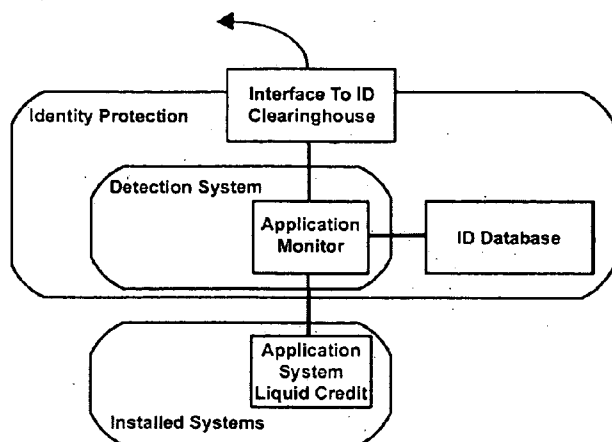 Interface To ID
Clearinghouse
Identity Protection
Detection System
Application
Monitor
ID Database
Application
System
Liquid Credit
Installed Systems